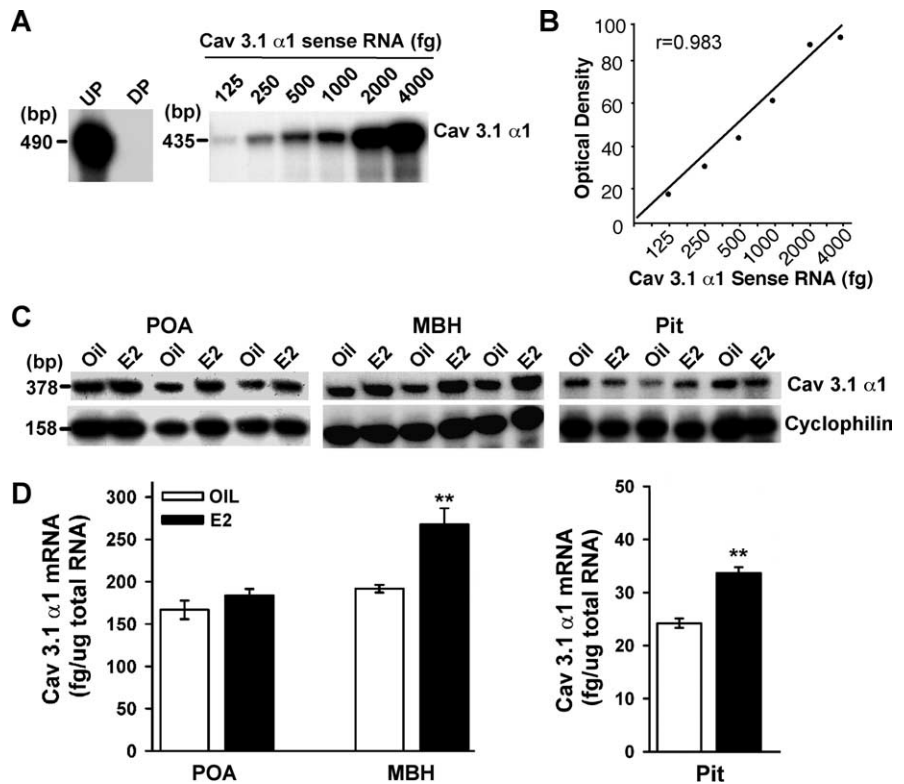 A
Cav 3.1 α1 sense RNA (fg)
(bp) UP DP (bp) 125 250 500 1000 2000 4000
490 435 Cav 3.1 α1
B
r=0.983
Optical Density
100
80
60
40
20
0
125 250 500 1000 2000 4000
Cav 3.1 α1 Sense RNA (fg)
C
POA MBH Pit
(bp) Oil E2 Oil E2 Oil E2 Oil E2 Oil E2 Oil E2 Oil E2 Oil E2 Oil E2
378 Cav 3.1 α1
158 Cyclophilin
D
Cav 3.1 α1 mRNA
(fg/ug total RNA)
300
250
200
150
100
50
0
OIL
E2
**
POA MBH
Cav 3.1 α1 mRNA
(fg/ug total RNA)
50
40
30
20
10
0
**
Pit